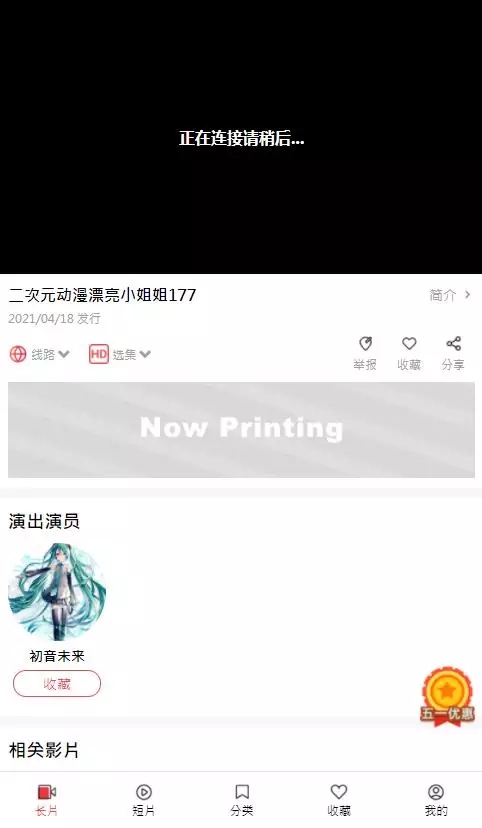 正在连接请稍后...
二次元动漫漂亮小姐姐177
简介
2021/04/18 发行
线路
HD 选集
举报
收藏
分享
Now Printing
演出演员
初音未来
收藏
五一优惠
相关影片
长片
短片
分类
收藏
我的